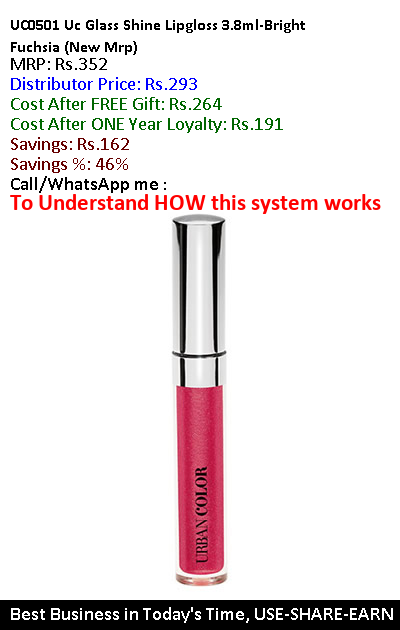 UC0501 Uc Glass Shine Lipgloss 3.8ml-Bright
Fuchsia (New Mrp)
MRP: Rs.352
Distributor Price: Rs.293
Cost After FREE Gift: Rs.264
Cost After ONE Year Loyalty: Rs.191
Savings: Rs.162
Savings %: 46%
Call/WhatsApp me :
To Understand HOW this system works
URBAN COLOR
Best Business in Today's Time, USE-SHARE-EARN